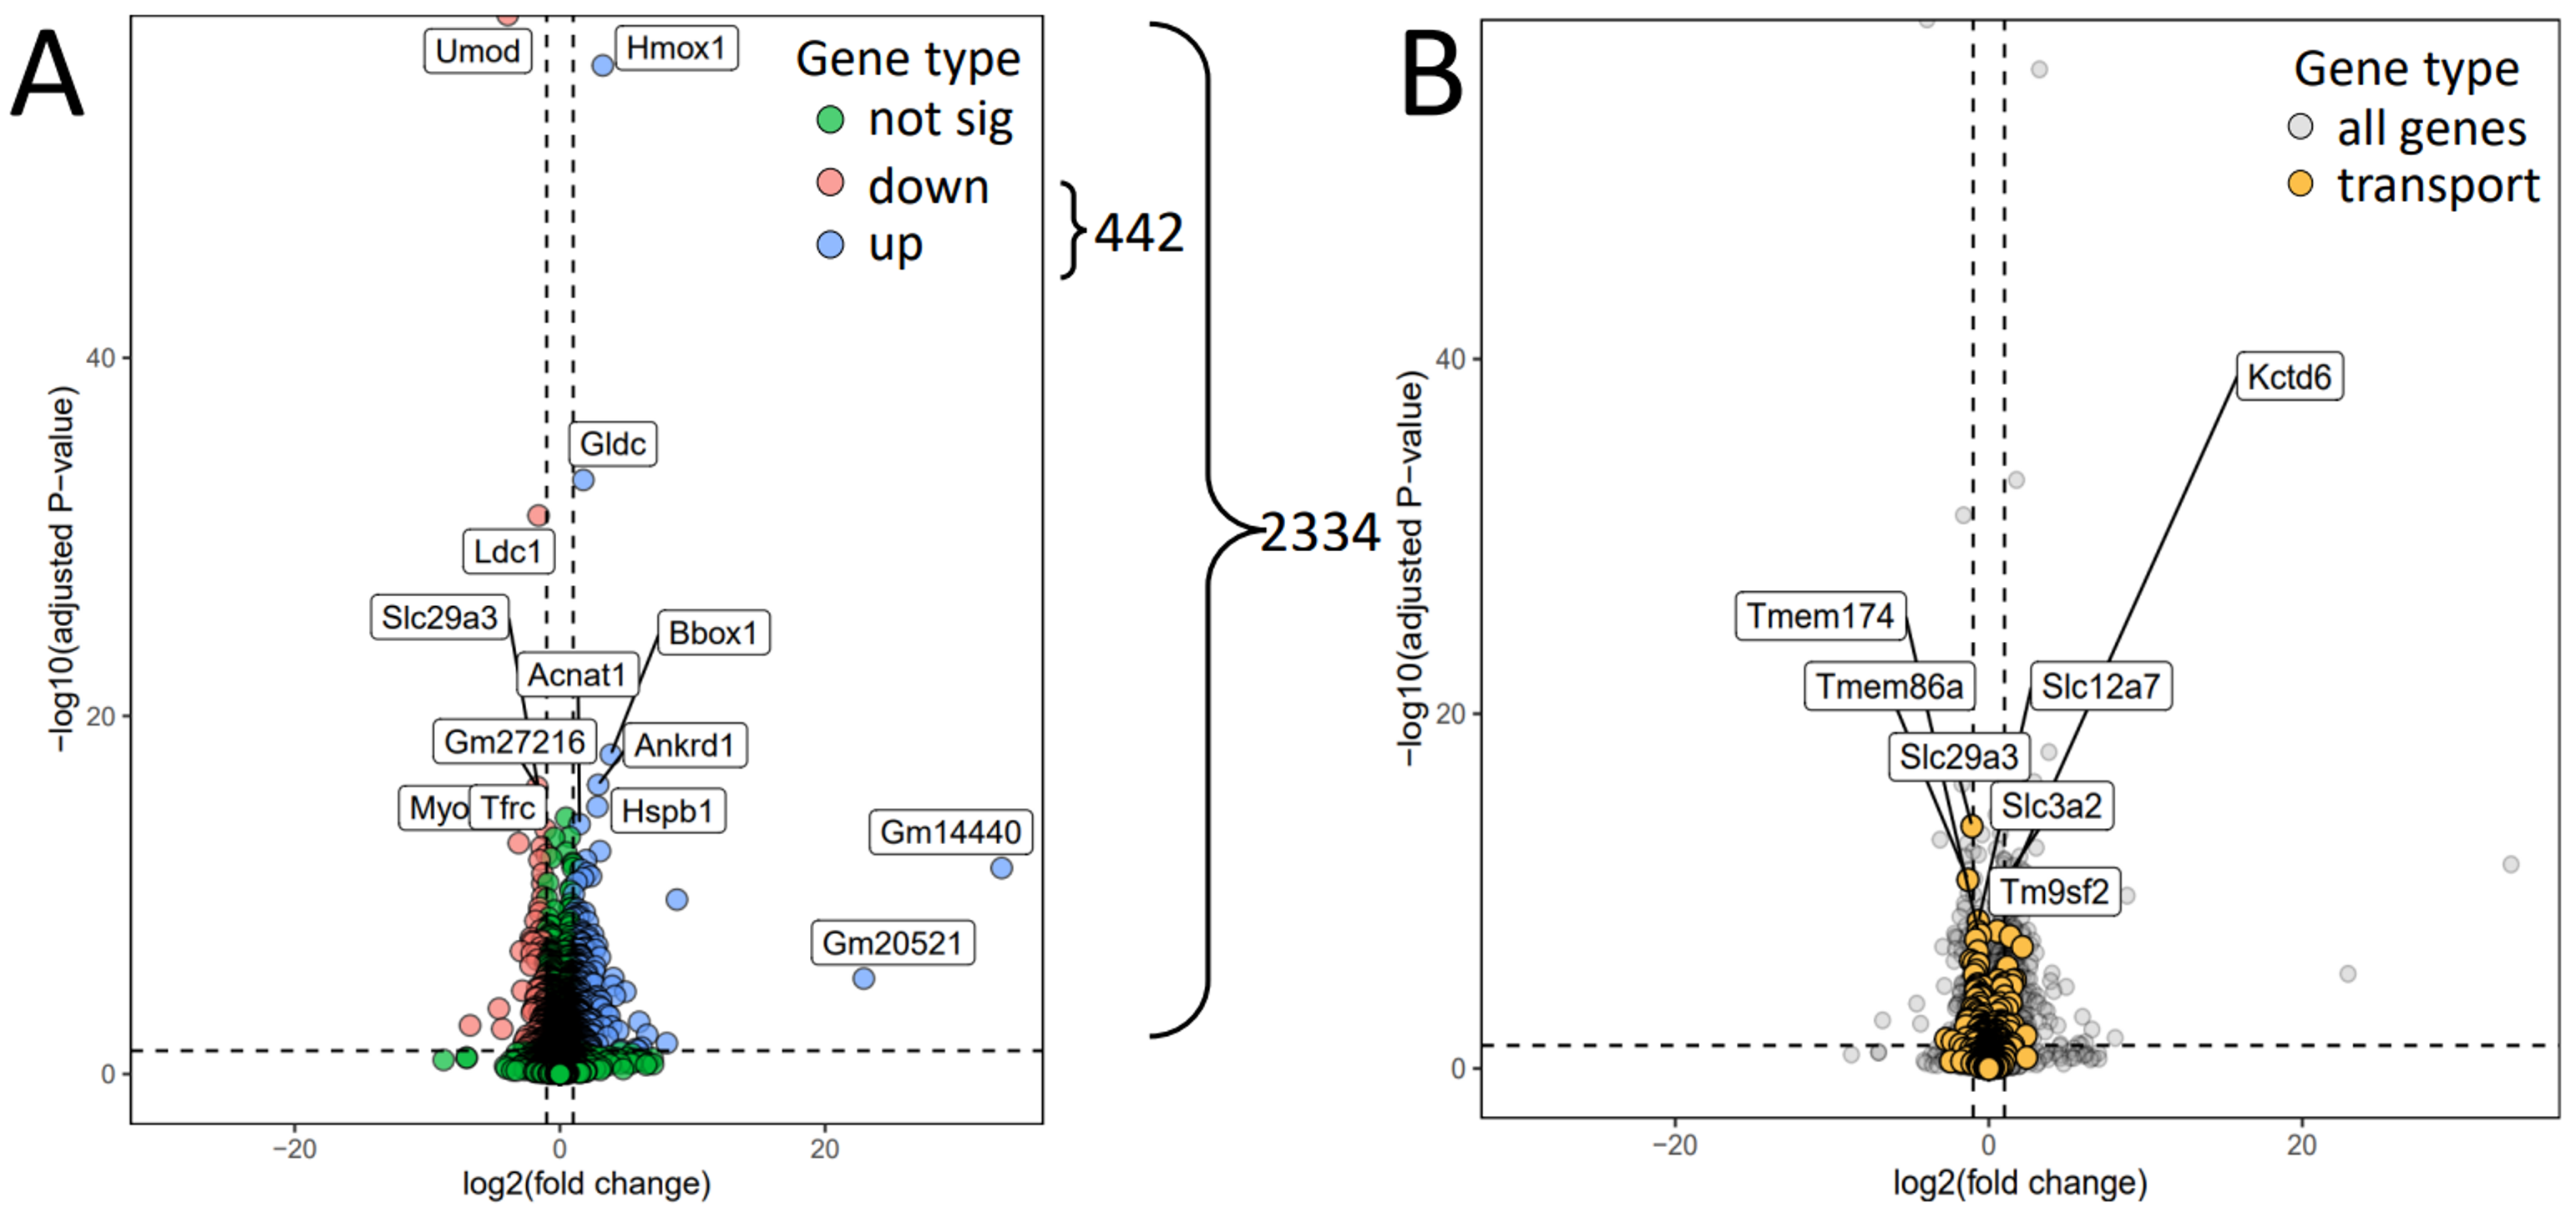 A
Umod
Hmox1
Gene type
not sig
down
up
442
2334
40
20
0
−log10(adjusted P−value)
Gldc
Ldc1
Slc29a3
Bbox1
Acnat1
Gm27216
Ankrd1
Myo
Tfrc
Hspb1
Gm14440
Gm20521
−20
0
20
log2(fold change)
B
Gene type
all genes
transport
40
20
0
−log10(adjusted P−value)
Kctd6
Tmem174
Tmem86a
Slc12a7
Slc29a3
Slc3a2
Tm9sf2
−20
0
20
log2(fold change)